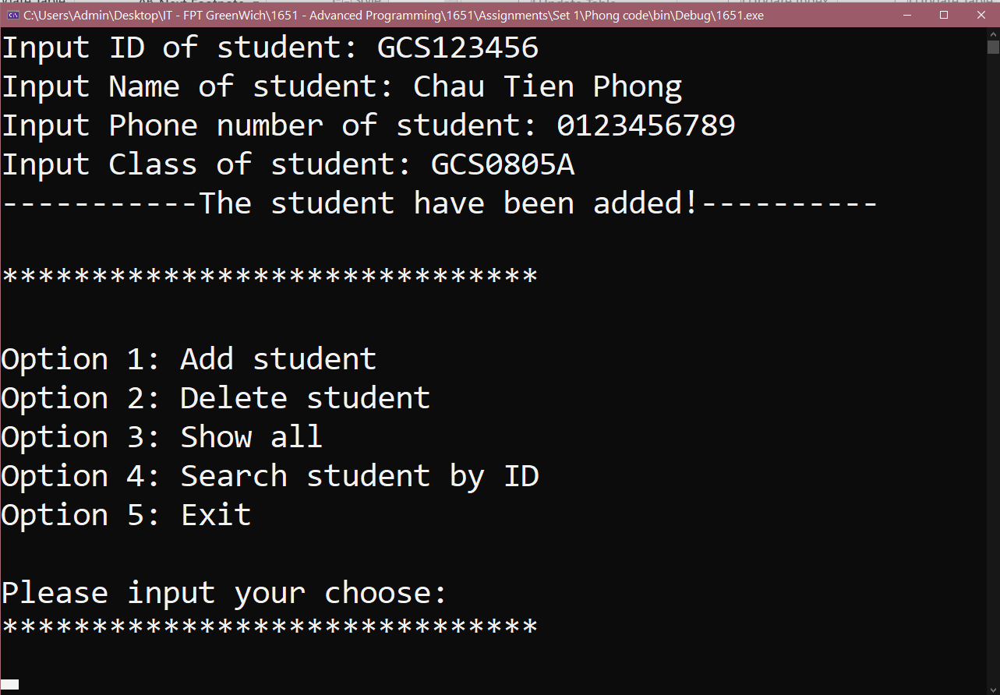 C:\Users\Admin\Desktop\IT - FPT GreenWich\1651 - Advanced Programming\1651\Assignments\Set 1\Phong code\bin\Debug\1651.exe
Input ID of student: GCS123456
Input Name of student: Chau Tien Phong
Input Phone number of student: 0123456789
Input Class of student: GCS0805A
-----------The student have been added!----------
******************************
Option 1: Add student
Option 2: Delete student
Option 3: Show all
Option 4: Search student by ID
Option 5: Exit
Please input your choose:
******************************